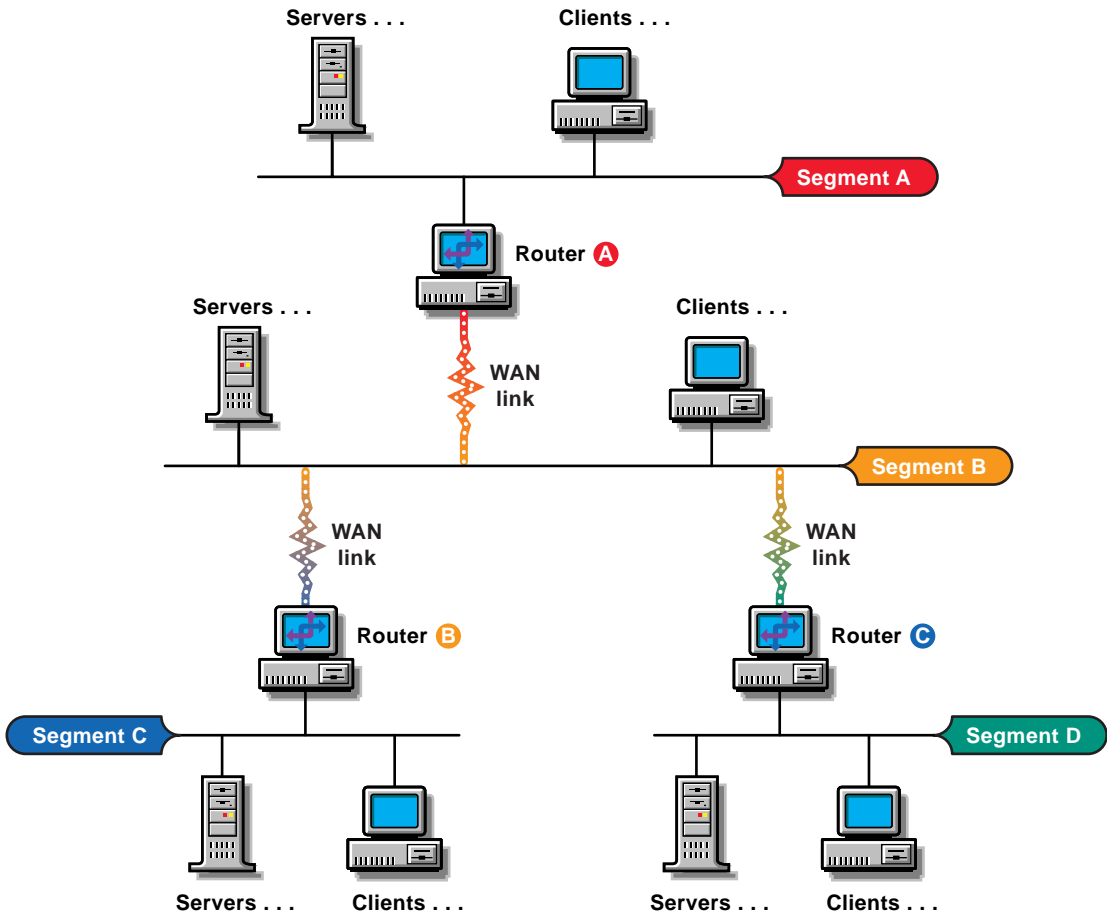 Servers . . .
Clients . . .
Segment A
Router A
Servers . . .
Clients . . .
WAN
link
Segment B
WAN
link
WAN
link
Router B
Router C
Segment C
Segment D
Servers . . .
Clients . . .
Servers . . .
Clients . . .